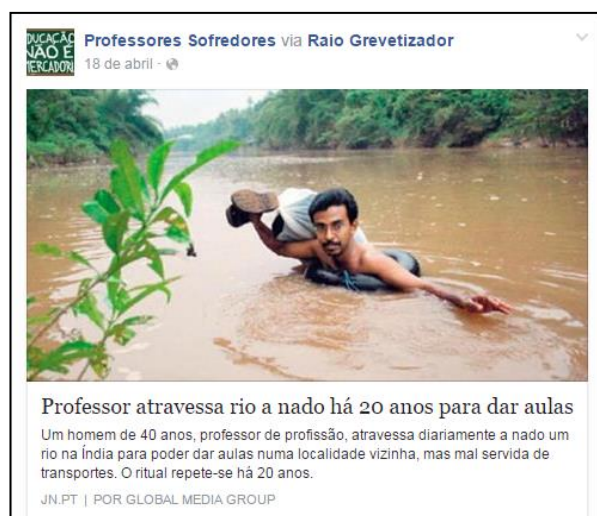 EDUCAÇÃO
NÃO É
MERCADORI
Professores Sofredores via Raio Grevetizador
18 de abril ·
Professor atravessa rio a nado há 20 anos para dar aulas
Um homem de 40 anos, professor de profissão, atravessa diariamente a nado um
rio na Índia para poder dar aulas numa localidade vizinha, mas mal servida de
transportes. O ritual repete-se há 20 anos.
JN.PT | POR GLOBAL MEDIA GROUP